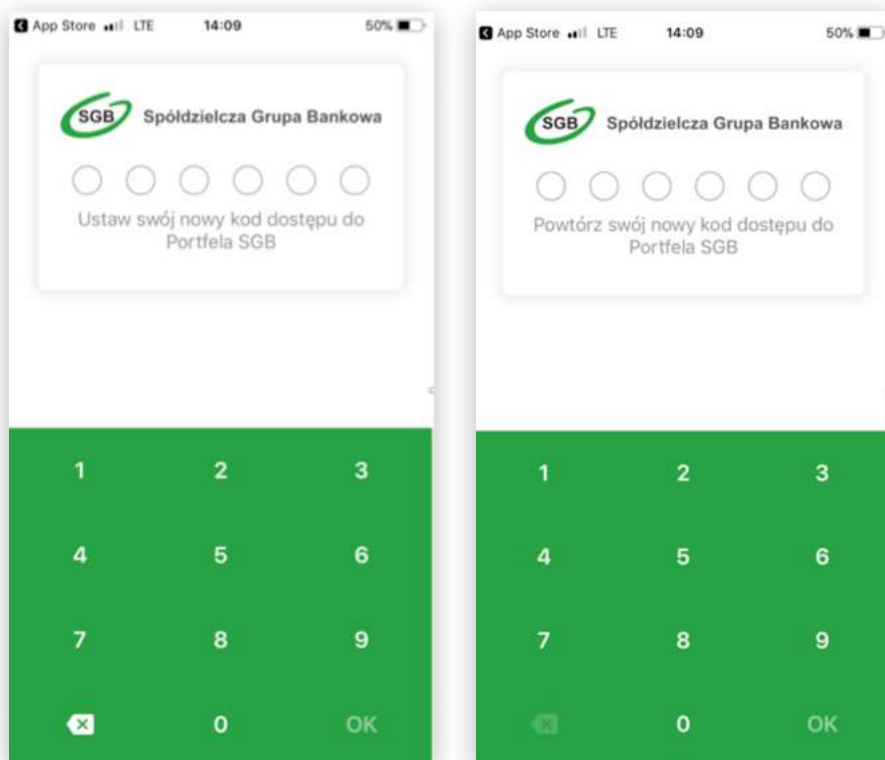 App Store LTE 14:09 50%
SGB Spółdzielcza Grupa Bankowa
Ustaw swój nowy kod dostępu do
Portfela SGB
1 2 3
4 5 6
7 8 9
0 OK
App Store LTE 14:09 50%
SGB Spółdzielcza Grupa Bankowa
Powtórz swój nowy kod dostępu do
Portfela SGB
1 2 3
4 5 6
7 8 9
0 OK